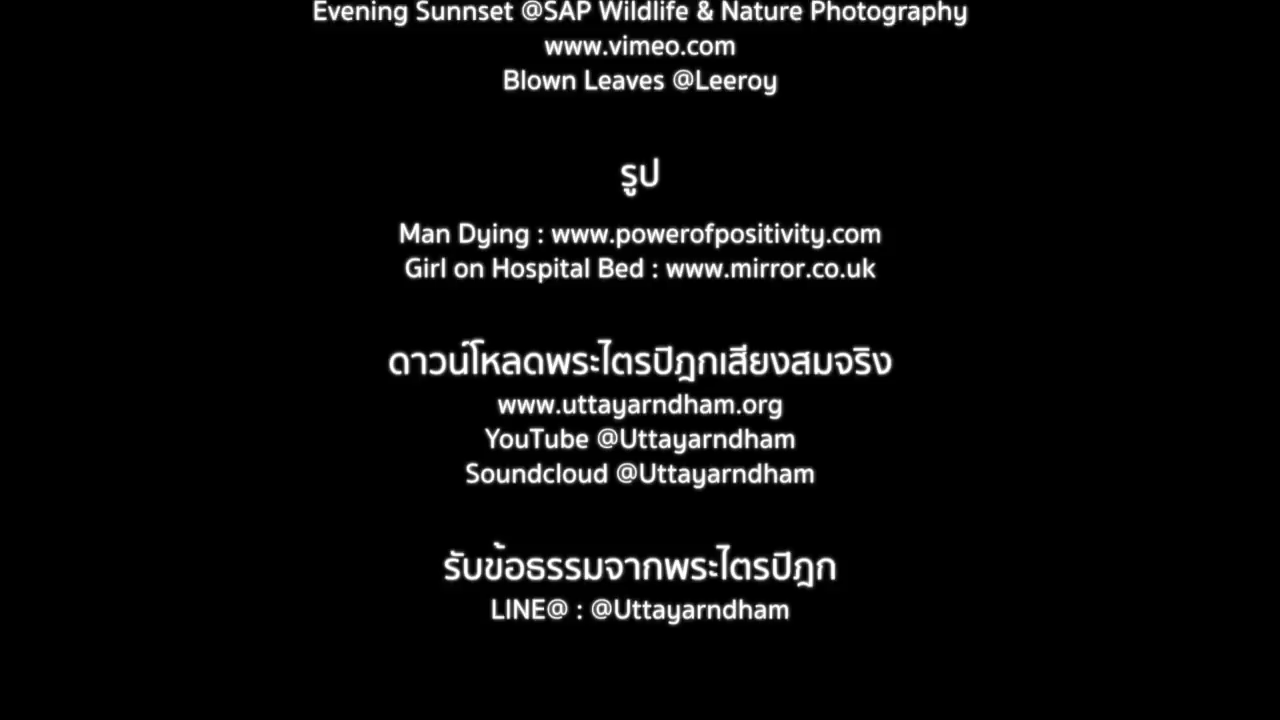 Evening Sunnset @SAP Wildlife & Nature Photography
www.vimeo.com
Blown Leaves @Leeroy
รูป
Man Dying : www.powerofpositivity.com
Girl on Hospital Bed : www.mirror.co.uk
ดาวน์โหลดพระไตรปิฎกเสียงสมจริง
www.uttayarndham.org
YouTube @Uttayarndham
Soundcloud @Uttayarndham
รับข้อธรรมจากพระไตรปิฎก
LINE@ : @Uttayarndham